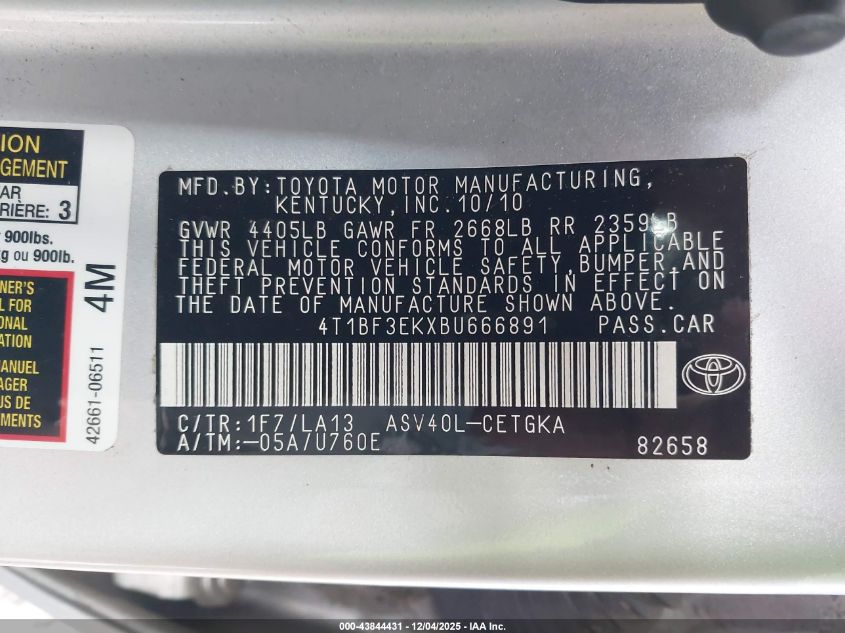 ION
GEMENT
AR
RIÈRE: 3
900lbs.
kg ou 900lb.
NER'S
L FOR
ONAL
ATION
MANUEL
AGER
US DE
EMENTS
4M
42661-06511
MFD.BY:TOYOTA MOTOR MANUFACTURING,
KENTUCKY,INC.10/10
GVWR 4405LB GAWR FR 2668LB RR 2359LB
THIS VEHICLE CONFORMS TO ALL APPLICABLE
FEDERAL MOTOR VEHICLE SAFETY,BUMPER,AND
THEFT PREVENTION STANDARDS IN EFFECT ON
THE DATE OF MANUFACTURE SHOWN ABOVE.
4T1BF3EKXBU666891 PASS.CAR
C/TR:1F7/LA13 ASV40L-CETGKA
A/TM:-05A/U760E 82658
000-43844431 - 12/04/2025 - IAA Inc.